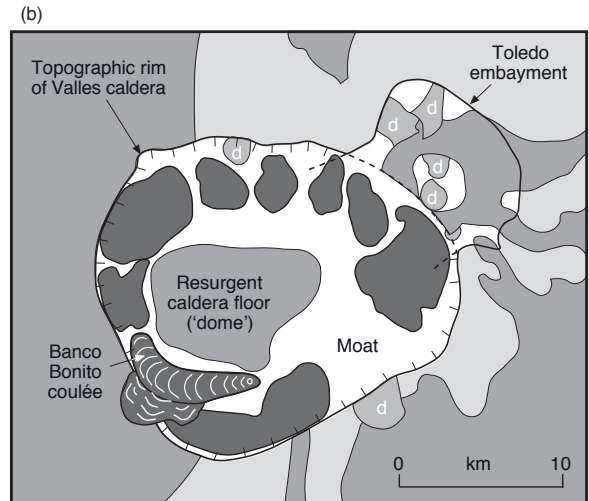 (b)
Topographic rim
of Valles caldera
Toledo
embayment
d
d
d
d
d
Resurgent
caldera floor
(‘dome’)
Moat
Banco
Bonito
coulée
d
0 km 10